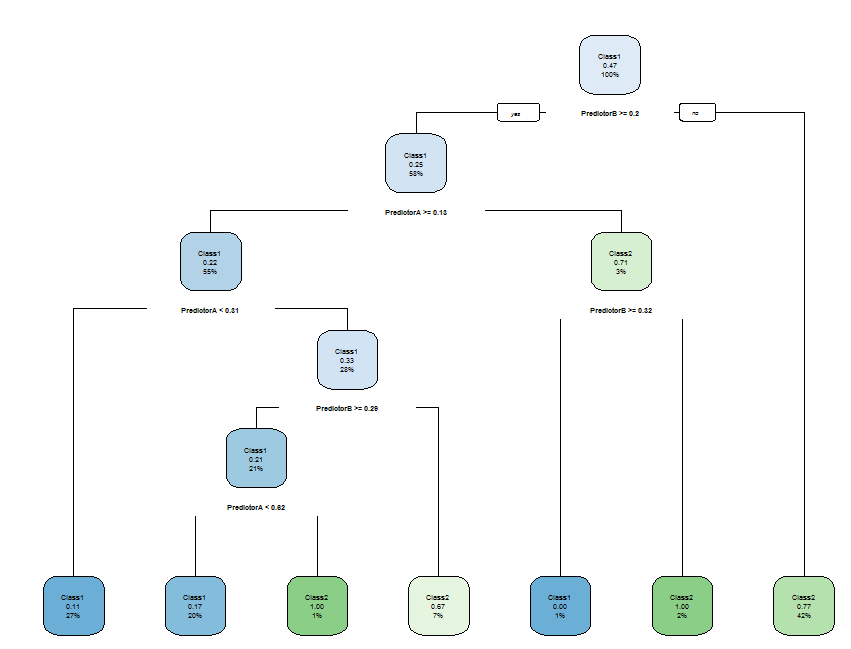 Class1
0.47
100%
yes
PredictorB >= 0.2
no
Class1
0.25
58%
PredictorA >= 0.13
Class1
0.22
55%
Class2
0.71
3%
PredictorA < 0.31
PredictorB >= 0.32
Class1
0.33
28%
PredictorB >= 0.29
Class1
0.21
21%
PredictorA < 0.62
Class1
0.11
27%
Class1
0.17
20%
Class2
1.00
1%
Class2
0.67
7%
Class1
0.00
1%
Class2
1.00
2%
Class2
0.77
42%